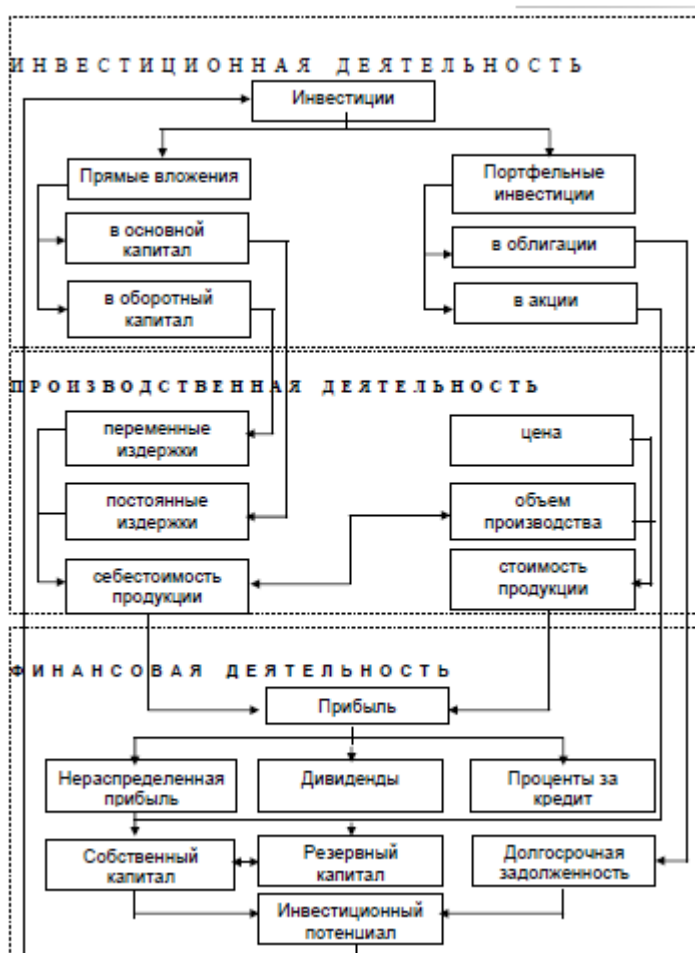 ИНВЕСТИЦИОННАЯ ДЕЯТЕЛЬНОСТЬ
Инвестиции
Прямые вложения
Портфельные
инвестиции
в основной
капитал
в облигации
в оборотный
капитал
в акции
ПРОИЗВОДСТВЕННАЯ ДЕЯТЕЛЬНОСТЬ
переменные
издержки
цена
постоянные
издержки
объем
производства
себестоимость
продукции
стоимость
продукции
ФИНАНСОВАЯ ДЕЯТЕЛЬНОСТЬ
Прибыль
Нераспределенная
прибыль
Дивиденды
Проценты за
кредит
Собственный
капитал
Резервный
капитал
Долгосрочная
задолженность
Инвестиционный
потенциал